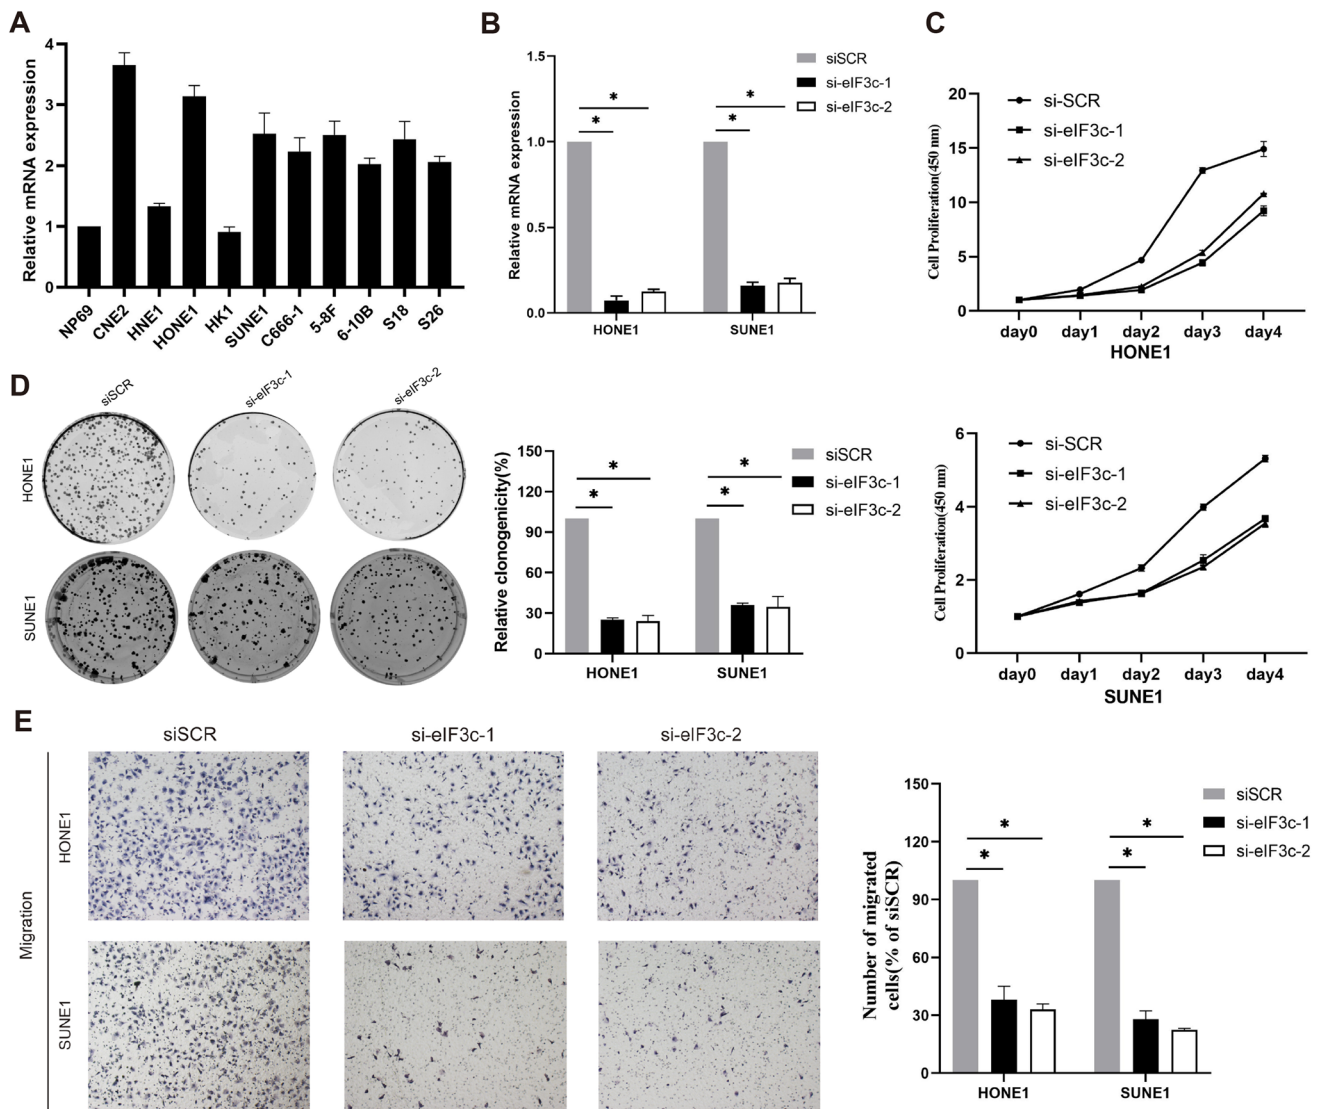 A
Relative mRNA expression
4
3
2
1
0
NP69
CNE2
HNE1
HONE1
HK1
SUNE1
C666-1
5-8F
6-10B
S18
S26
B
Relative mRNA expression
1.5
1.0
0.5
0.0
siSCR
si-eIF3c-1
si-eIF3c-2
*
*
*
*
HONE1
SUNE1
C
Cell Proliferation(450 nm)
20
15
10
5
0
si-SCR
si-eIF3c-1
si-eIF3c-2
day0
day1
day2
day3
day4
HONE1
Cell Proliferation(450 nm)
6
4
2
0
si-SCR
si-eIF3c-1
si-eIF3c-2
day0
day1
day2
day3
day4
SUNE1
D
siSCR
si-eIF3c-1
si-eIF3c-2
HONE1
SUNE1
Relative clonogenicity(%)
150
120
90
60
30
0
siSCR
si-eIF3c-1
si-eIF3c-2
*
*
*
*
HONE1
SUNE1
E
siSCR
si-eIF3c-1
si-eIF3c-2
Migration
HONE1
SUNE1
Number of migrated
cells(% of siSCR)
150
120
90
60
30
0
siSCR
si-eIF3c-1
si-eIF3c-2
*
*
*
*
HONE1
SUNE1